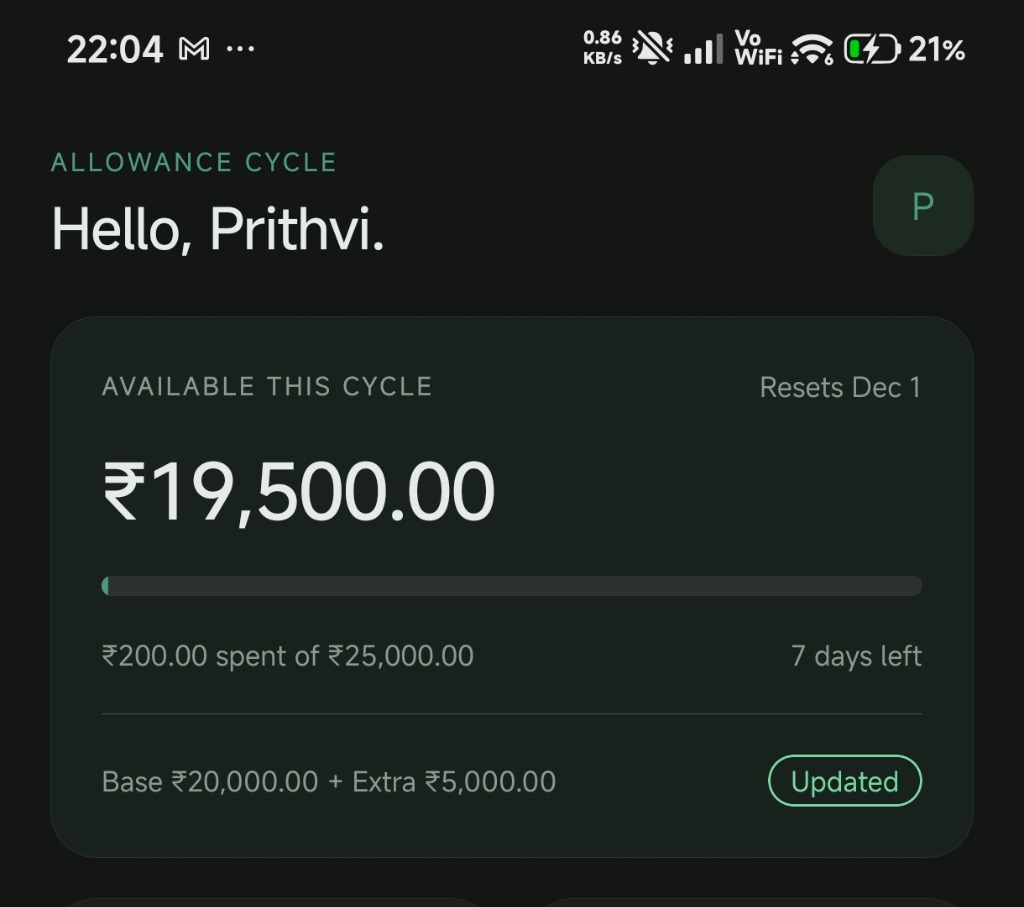 22:04 ... 0.86 KB/s Vo WiFi 6 21%
ALLOWANCE CYCLE
Hello, Prithvi.
P
AVAILABLE THIS CYCLE Resets Dec 1
₹19,500.00
₹200.00 spent of ₹25,000.00 7 days left
Base ₹20,000.00 + Extra ₹5,000.00 Updated